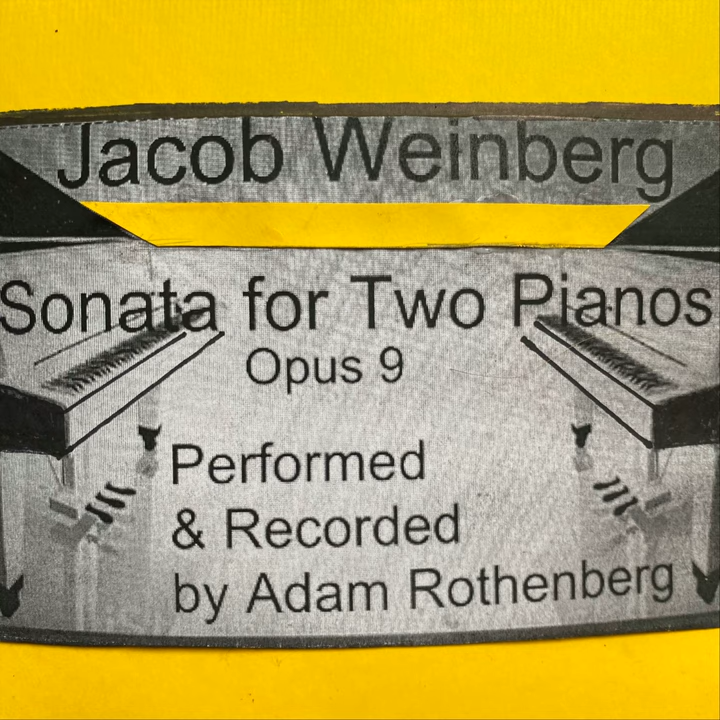 Jacob Weinberg
Sonata for Two Pianos
Opus 9
Performed
& Recorded
by Adam Rothenberg